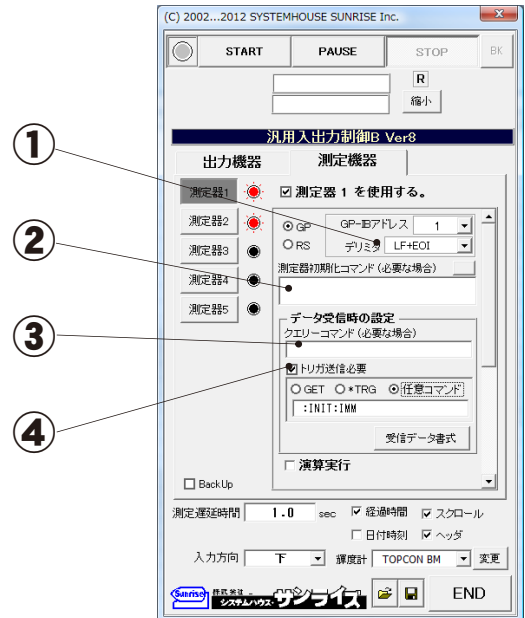 (C) 2002...2012 SYSTEMHOUSE SUNRISE Inc.
START PAUSE STOP BK
R
縮小
①
汎用入出力制御B Ver8
出力機器 測定機器
測定器1 測定器 1 を使用する。
測定器2 GP GP-IBアドレス 1
② 測定器3 RS デリミタ LF+EOI
測定器初期化コマンド(必要な場合)
測定器4
測定器5
データ受信時の設定
③ クエリーコマンド(必要な場合)
トリガ送信必要
GET *TRG 任意コマンド
④ :INIT:IMM
受信データ書式
演算実行
BackUp
測定遅延時間 1.0 sec 経過時間 スクロール
日付時刻 ヘッダ
入力方向 下 輝度計 TOPCON BM 変更
Sunrise 株式会社 システムハウス・サンライズ END